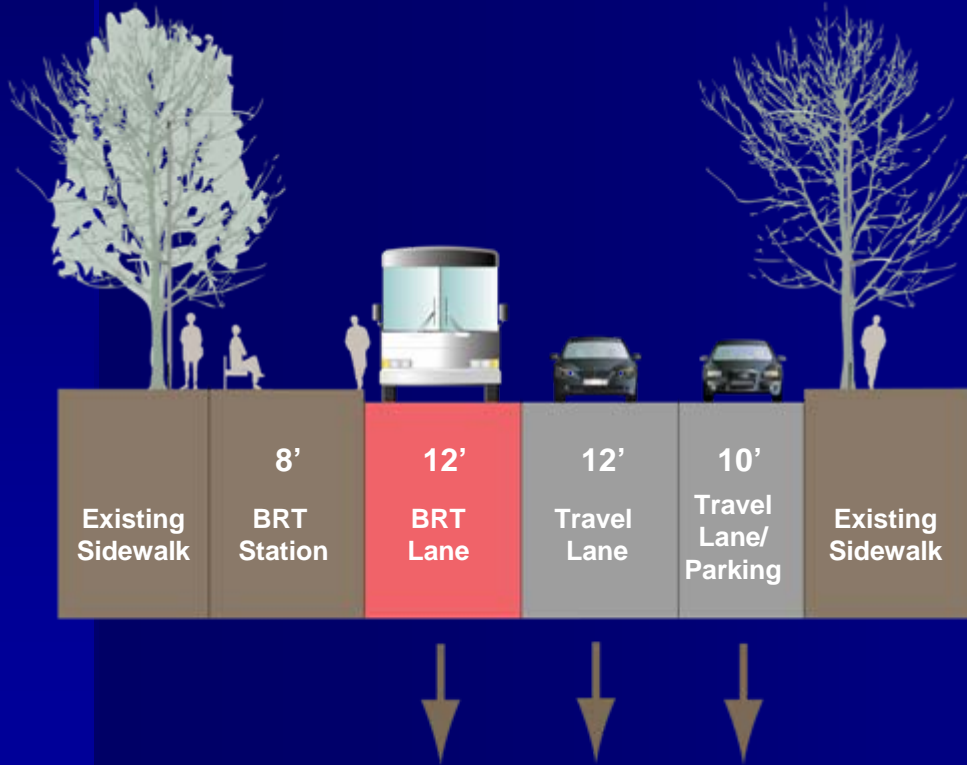 8’
12’
12’
10’
Existing
Sidewalk
BRT
Station
BRT
Lane
Travel
Lane
Travel
Lane/
Parking
Existing
Sidewalk